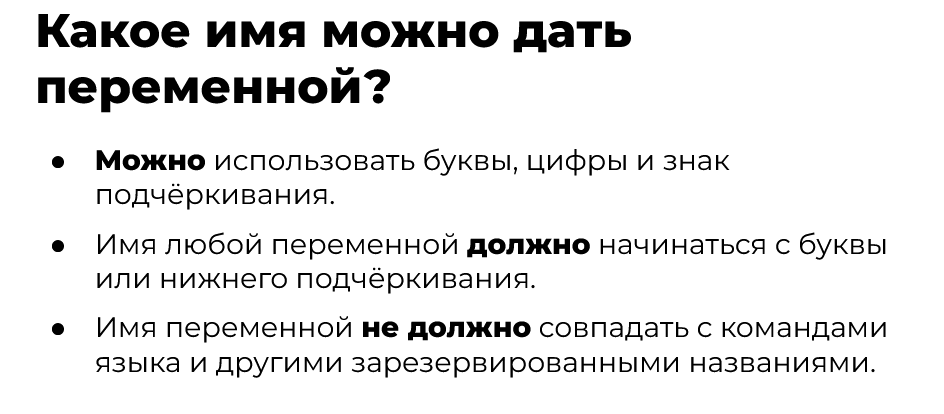 Какое имя можно дать
переменной?
● Можно использовать буквы, цифры и знак
подчёркивания.
● Имя любой переменной должно начинаться с буквы
или нижнего подчёркивания.
● Имя переменной не должно совпадать с командами
языка и другими зарезервированными названиями.